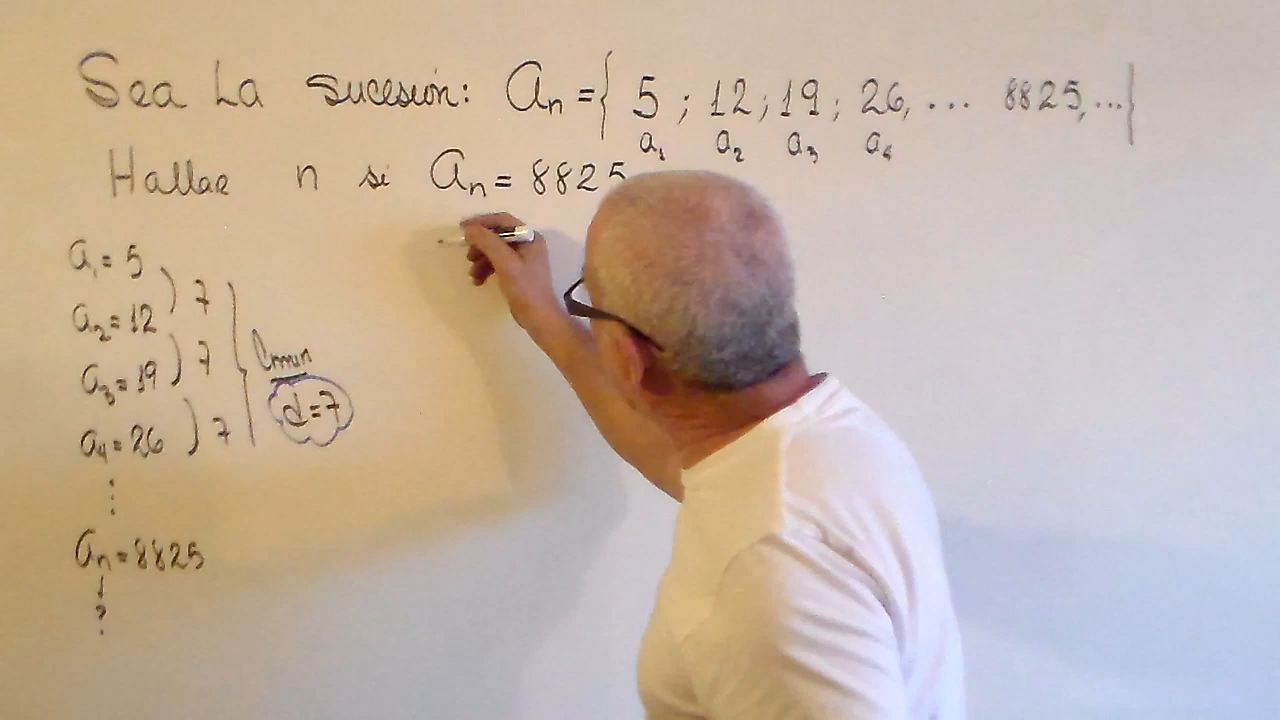 Sea La sucesión: An = { 5 ; 12 ; 19 ; 26, ... 8825, ... }
a1 a2 a3 a4
Hallar n si An = 8825
a1 = 5
7
a2 = 12
7
a3 = 19
7
a4 = 26
d=7
an = 8825
?